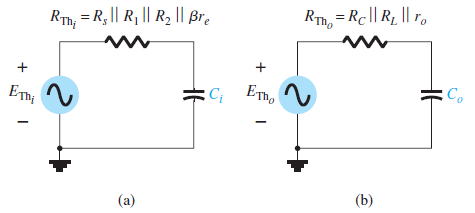 R_Th_i = R_s || R_1 || R_2 || βr_e
R_Th_o = R_C || R_L || r_o
+
E_Th_i
−
C_i
+
E_Th_o
−
C_o
(a)
(b)